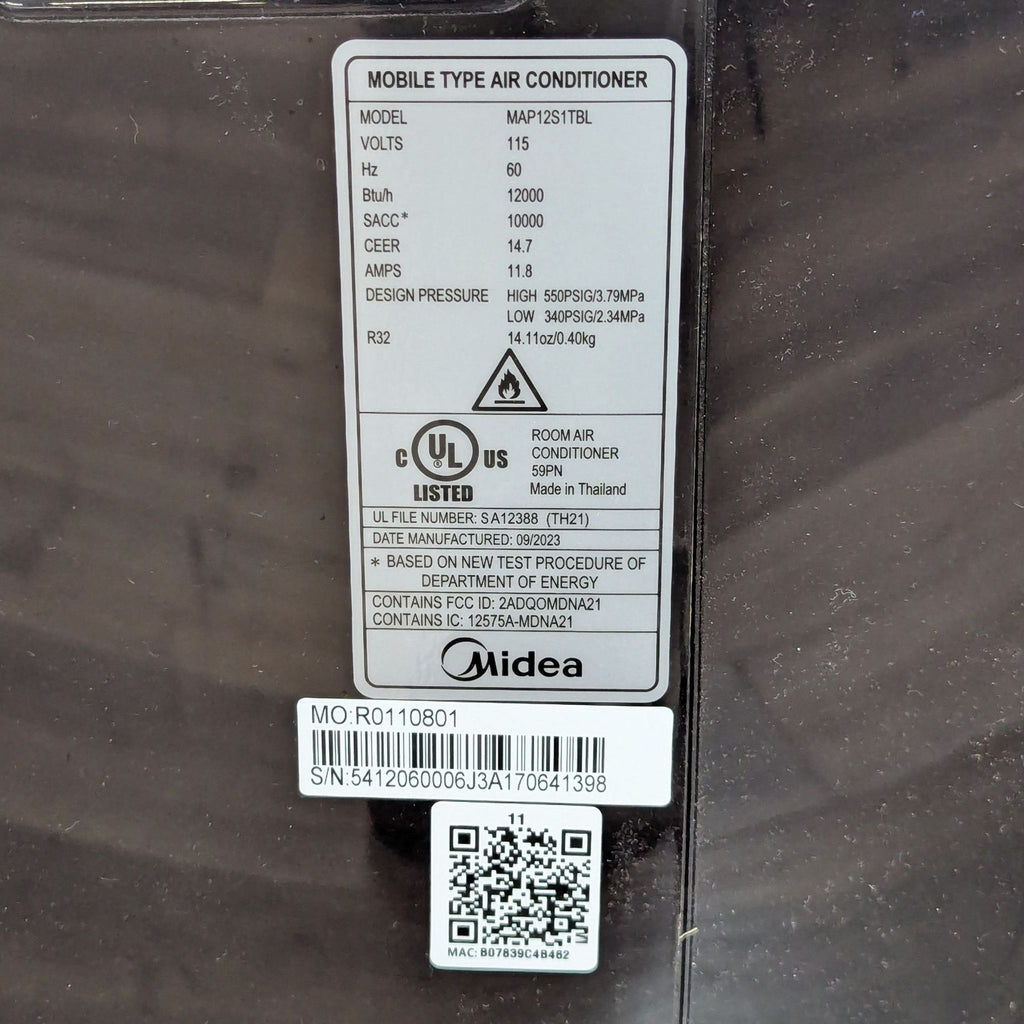 MOBILE TYPE AIR CONDITIONER
MODEL MAP12S1TBL
VOLTS 115
Hz 60
Btu/h 12000
SACC* 10000
CEER 14.7
AMPS 11.8
DESIGN PRESSURE HIGH 550PSIG/3.79MPa
LOW 340PSIG/2.34MPa
R32 14.11oz/0.40kg
C UL ® US
LISTED
ROOM AIR
CONDITIONER
59PN
Made in Thailand
UL FILE NUMBER: SA12388 (TH21)
DATE MANUFACTURED: 09/2023
* BASED ON NEW TEST PROCEDURE OF
DEPARTMENT OF ENERGY
CONTAINS FCC ID: 2ADQOMDNA21
CONTAINS IC: 12575A-MDNA21
Midea
MO:R0110801
S/N:5412060006J3A170641398
11
MAC: B07839C4B462